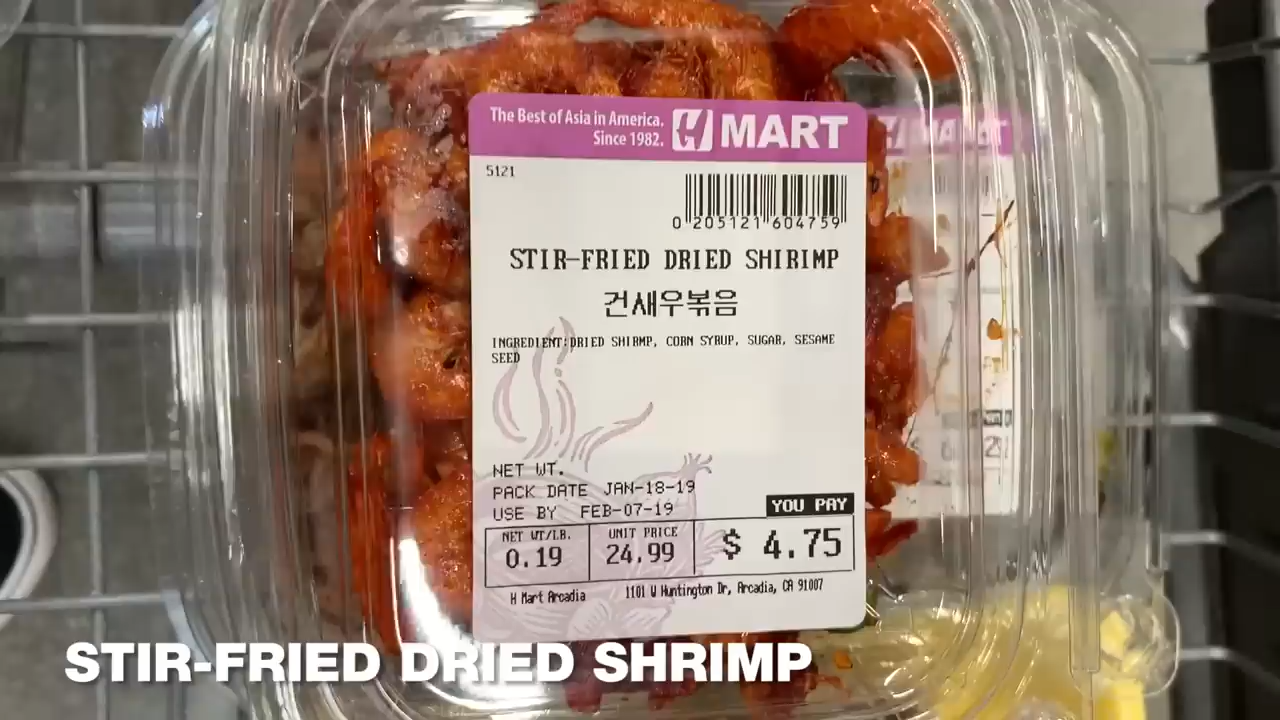 The Best of Asia in America.
Since 1982.
H MART
5121
0 205121 604759
STIR-FRIED DRIED SHIRIMP
건새우볶음
INGREDIENT:DRIED SHIRMP, CORN SYRUP, SUGAR, SESAME
SEED
NET WT.
PACK DATE JAN-18-19
USE BY FEB-07-19
YOU PAY
NET WT/LB.
0.19
UNIT PRICE
24.99
$ 4.75
H Mart Arcadia 1101 W Huntington Dr, Arcadia, CA 91007
STIR-FRIED DRIED SHRIMP